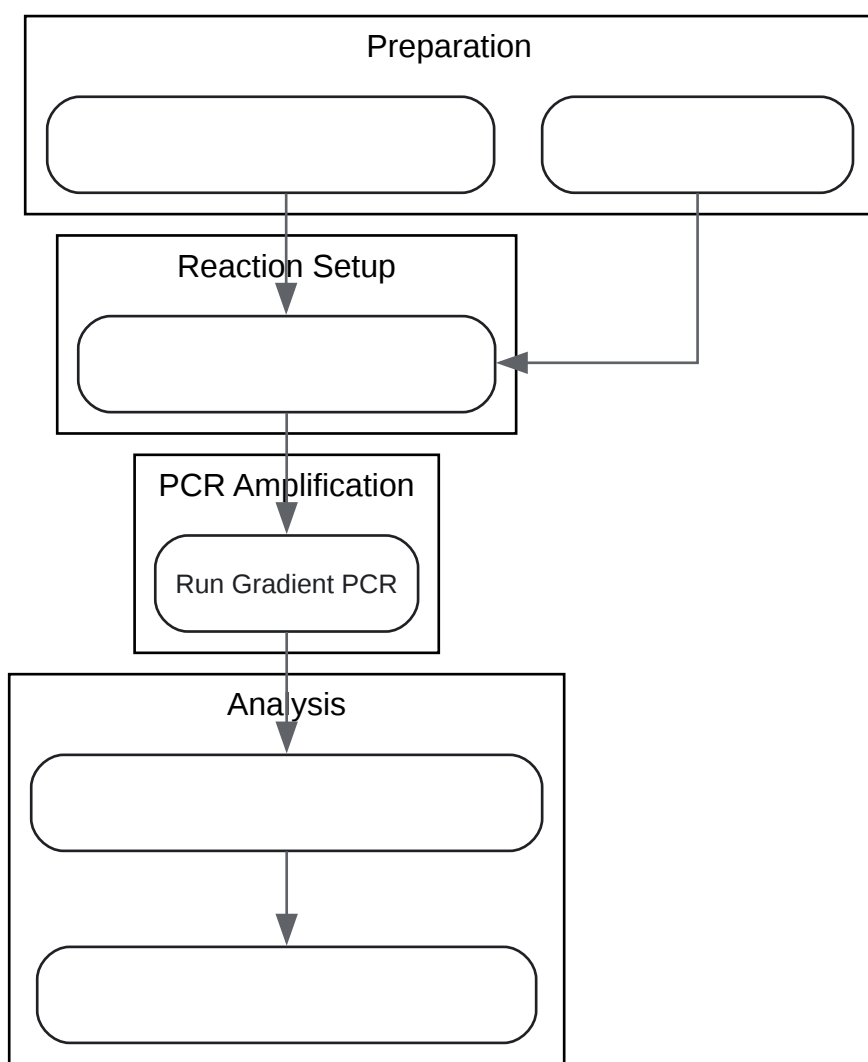 Preparation
Reaction Setup
PCR Amplification
Run Gradient PCR
Analysis